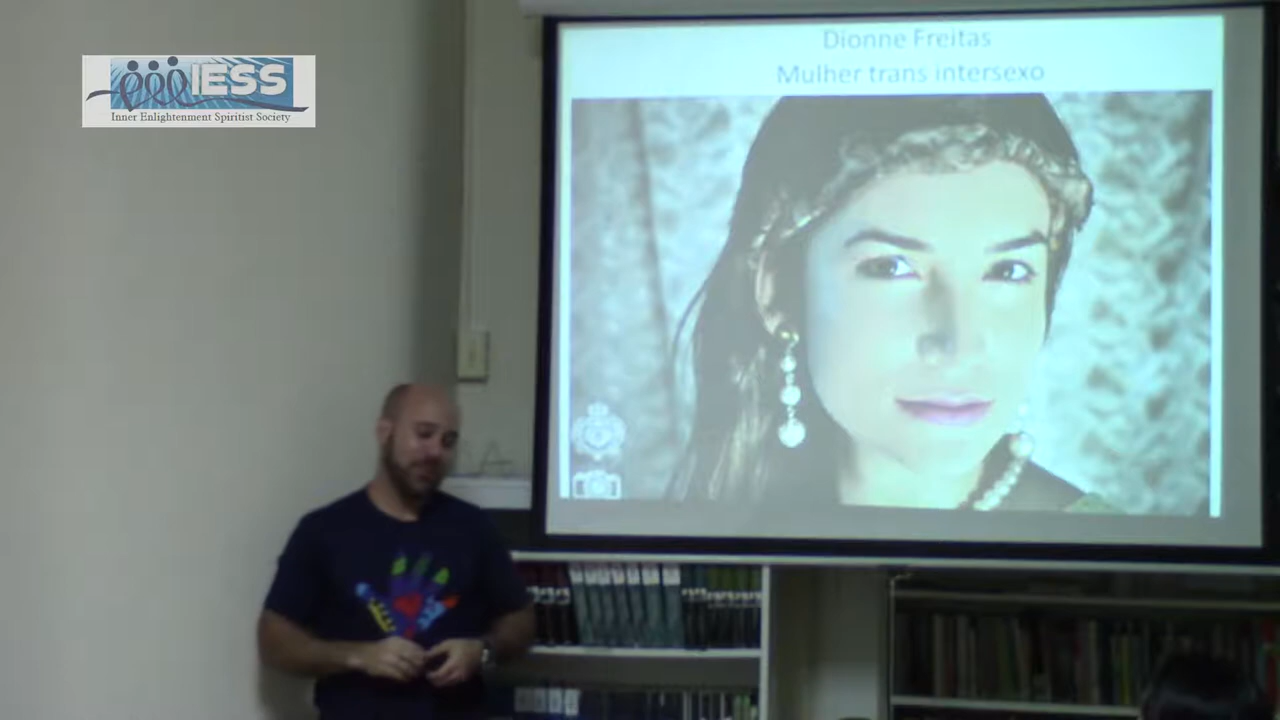 IESS
Inner Enlightenment Spiritist Society
Dionne Freitas
Mulher trans intersexo